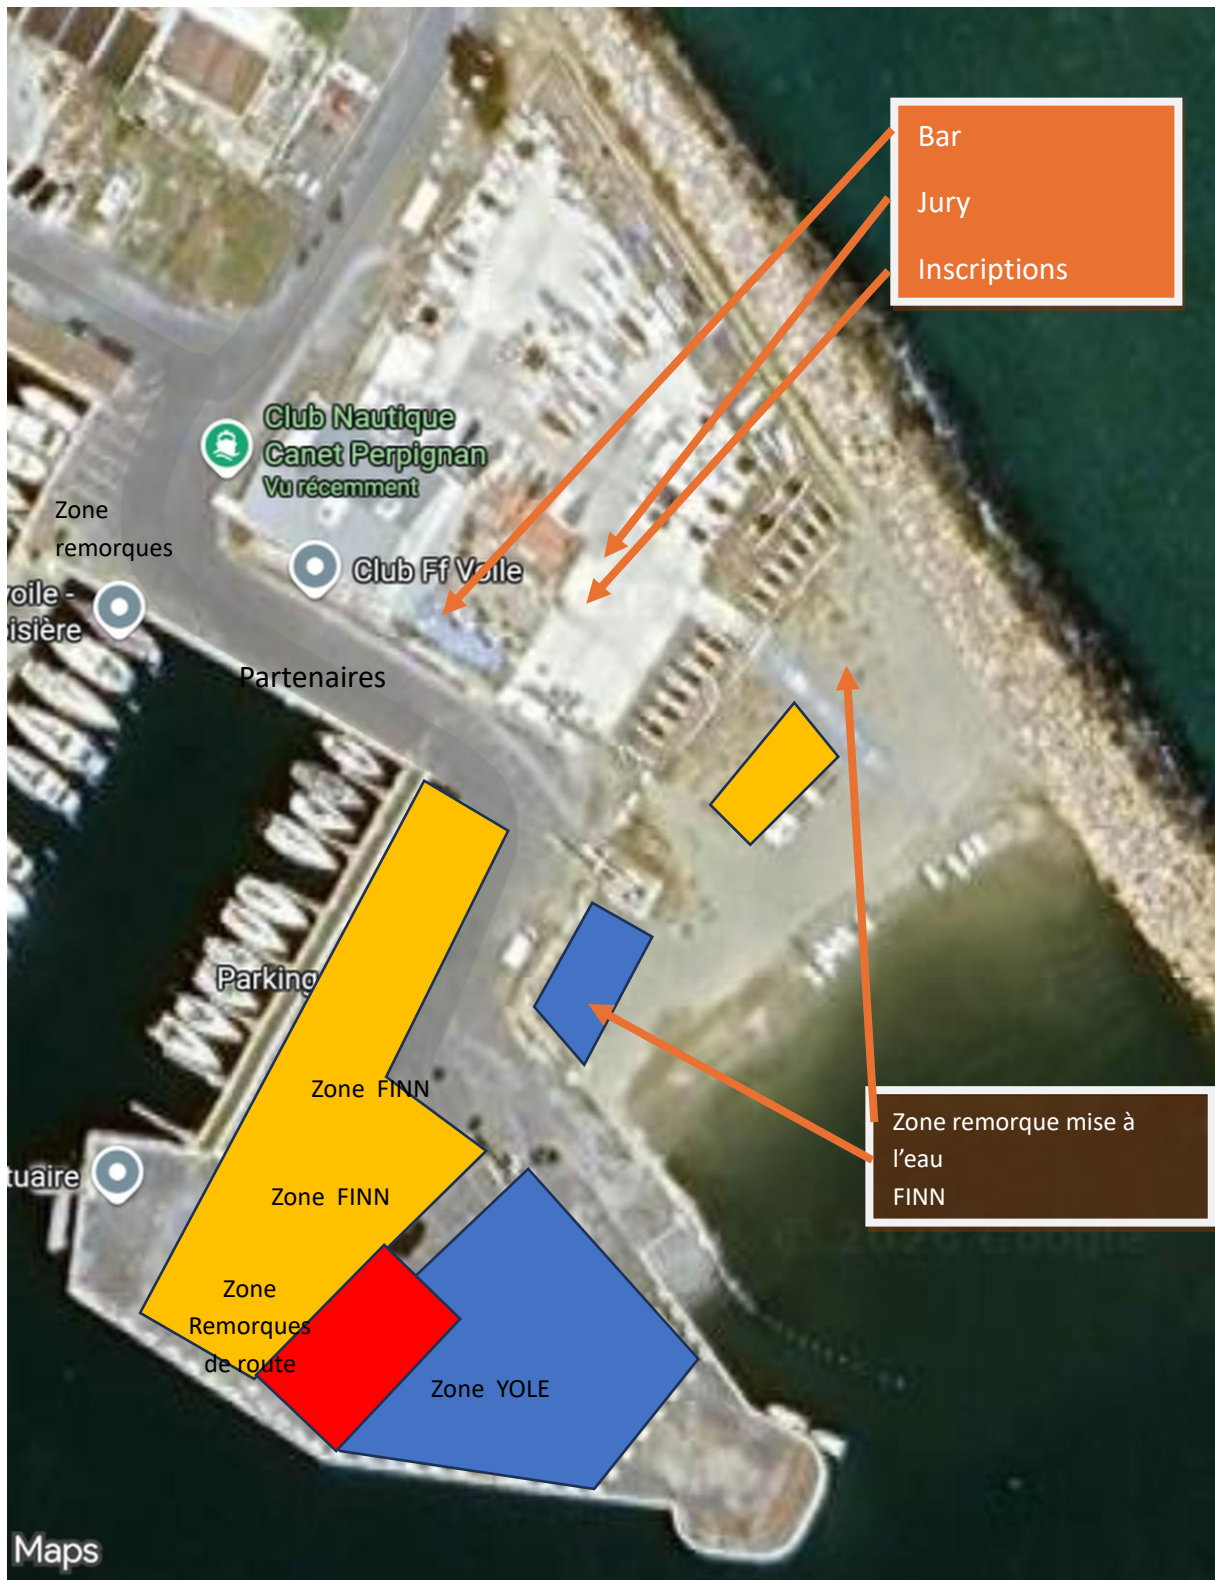 Bar
Jury
Inscriptions
Club Nautique
Canet Perpignan
Vu récemment
Zone
remorques
Club Ff Voile
voile -
isière
Partenaires
Parking
Zone FINN
Zone remorque mise à
l'eau
FINN
tuaire
Zone FINN
Zone
Remorques
de route
Zone YOLE
Maps